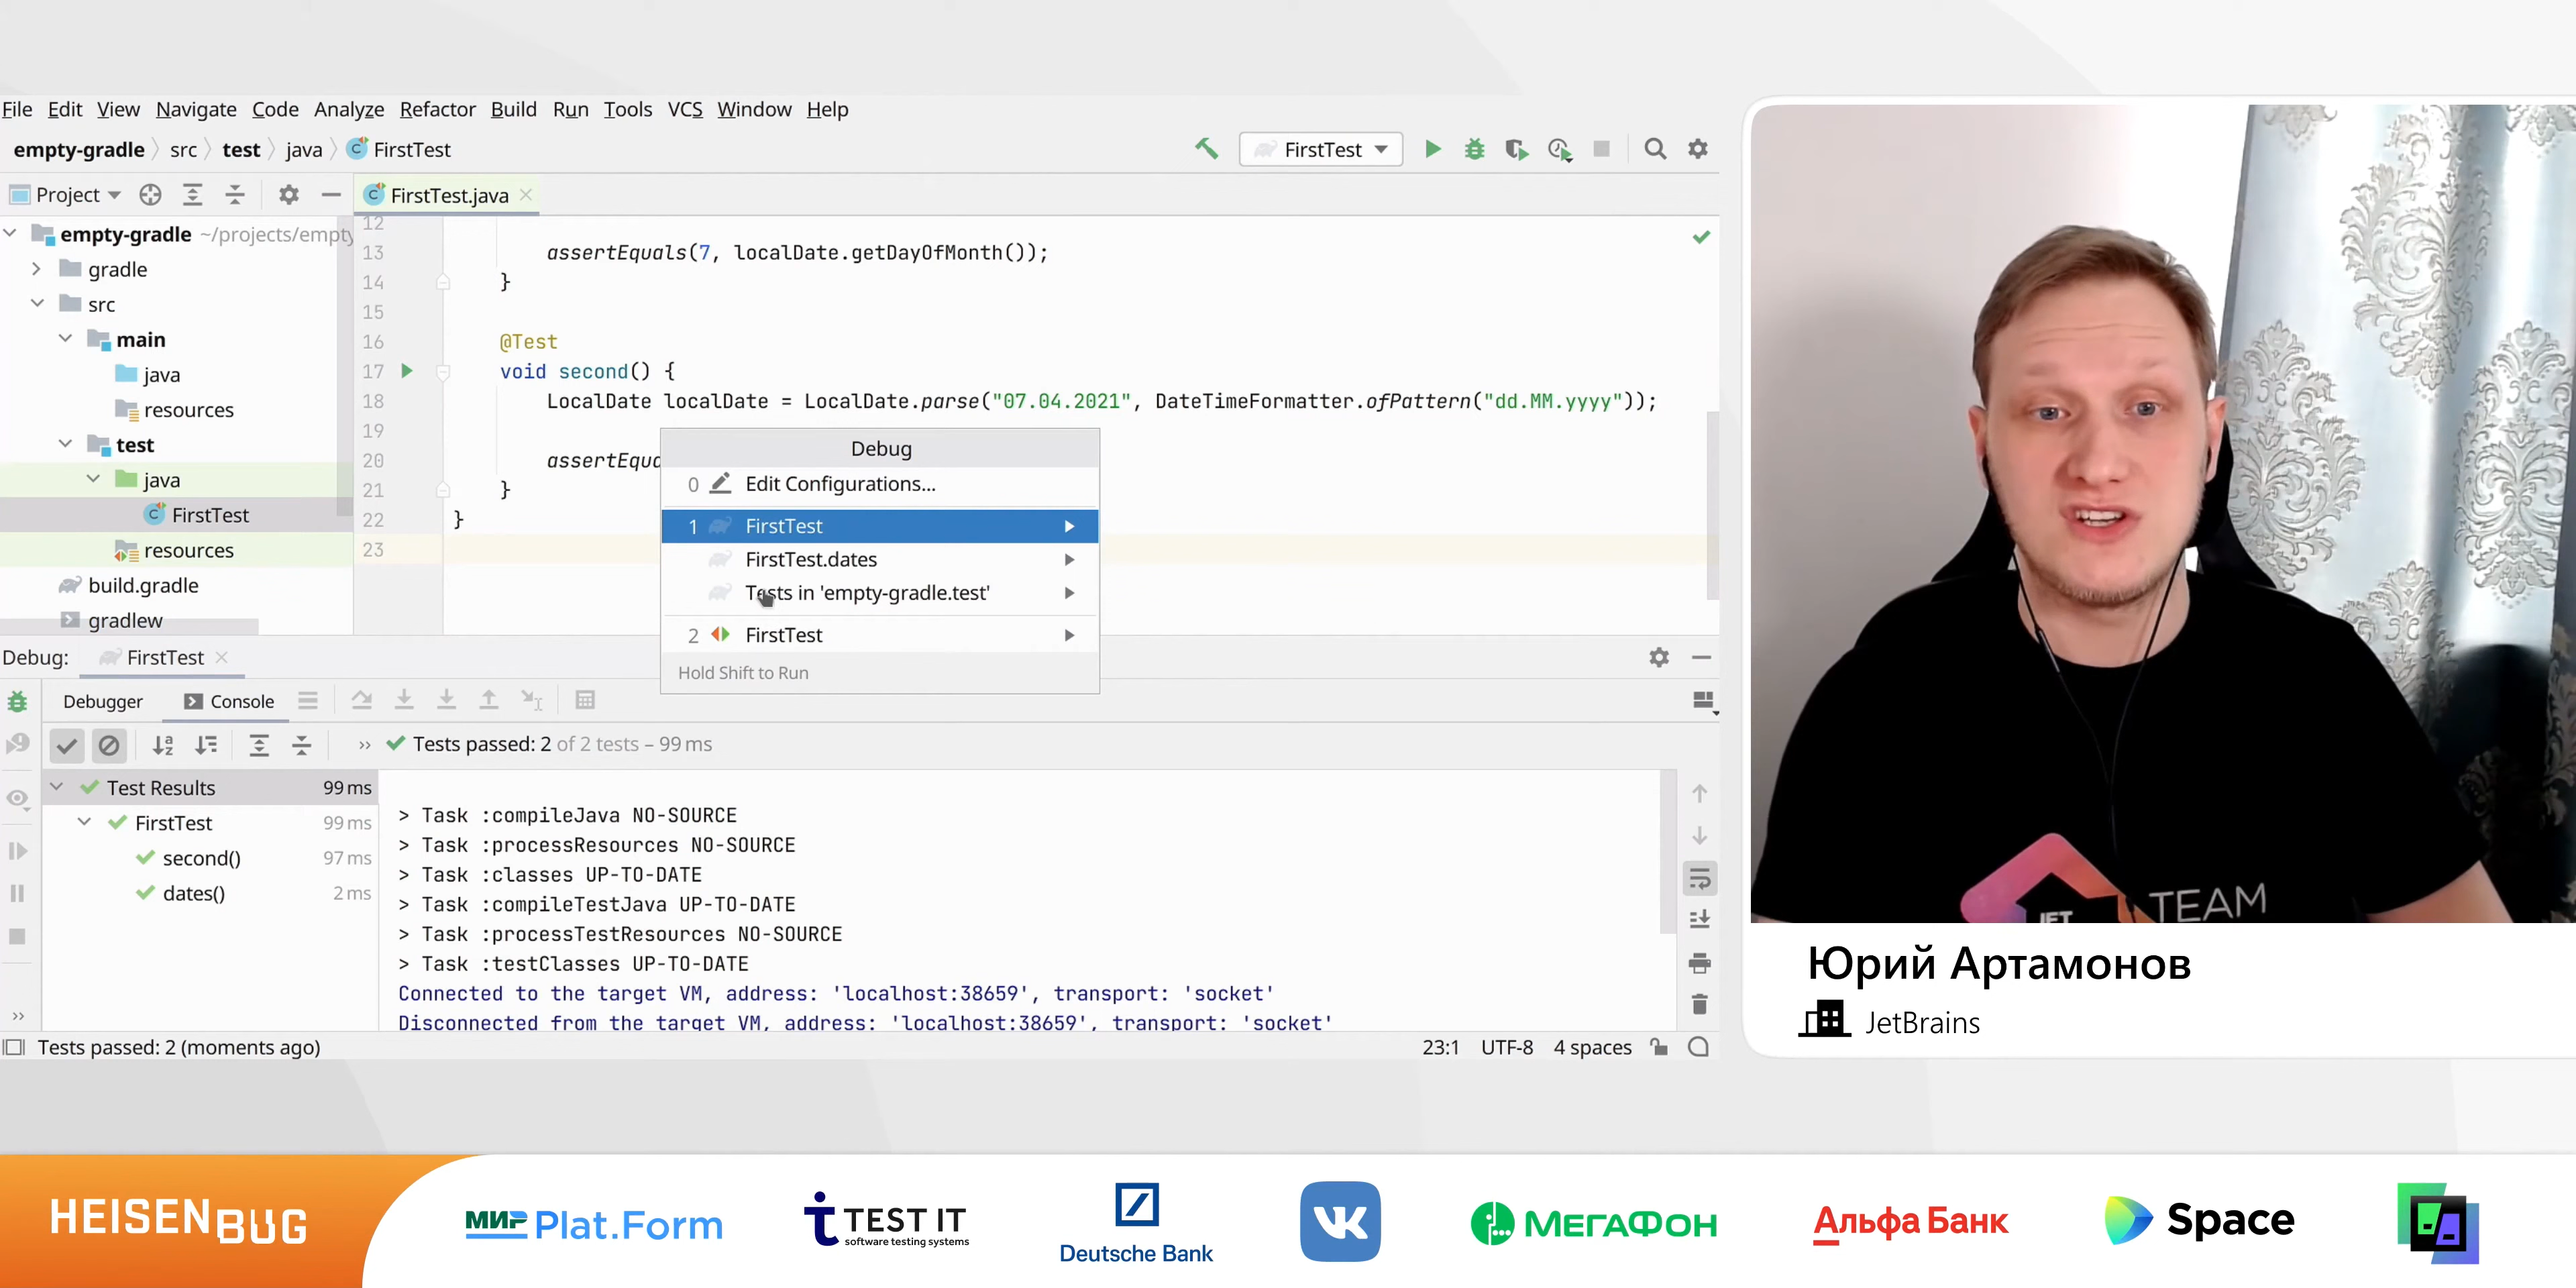 File Edit View Navigate Code Analyze Refactor Build Run Tools VCS Window Help
empty-gradle src test java FirstTest
FirstTest
Project
FirstTest.java
empty-gradle ~/projects/empty
gradle
src
main
java
resources
test
java
FirstTest
resources
build.gradle
gradlew
12
13 assertEquals(7, localDate.getDayOfMonth());
14 }
15
16 @Test
17 void second() {
18 LocalDate localDate = LocalDate.parse("07.04.2021", DateTimeFormatter.ofPattern("dd.MM.yyyy"));
19
20 assertEqua
21 }
22 }
23
Debug
0 Edit Configurations...
1 FirstTest
FirstTest.dates
Tests in 'empty-gradle.test'
2 FirstTest
Hold Shift to Run
Debug: FirstTest
Debugger Console
Tests passed: 2 of 2 tests – 99 ms
Test Results 99 ms
FirstTest 99 ms
second() 97 ms
dates() 2 ms
> Task :compileJava NO-SOURCE
> Task :processResources NO-SOURCE
> Task :classes UP-TO-DATE
> Task :compileTestJava UP-TO-DATE
> Task :processTestResources NO-SOURCE
> Task :testClasses UP-TO-DATE
Connected to the target VM, address: 'localhost:38659', transport: 'socket'
Disconnected from the target VM, address: 'localhost:38659', transport: 'socket'
Tests passed: 2 (moments ago)
23:1 UTF-8 4 spaces
JET
TEAM
Юрий Артамонов
JetBrains
HEISENBUG
МИР Plat.Form
TEST IT
software testing systems
Deutsche Bank
VK
МЕГАФОН
Альфа Банк
Space